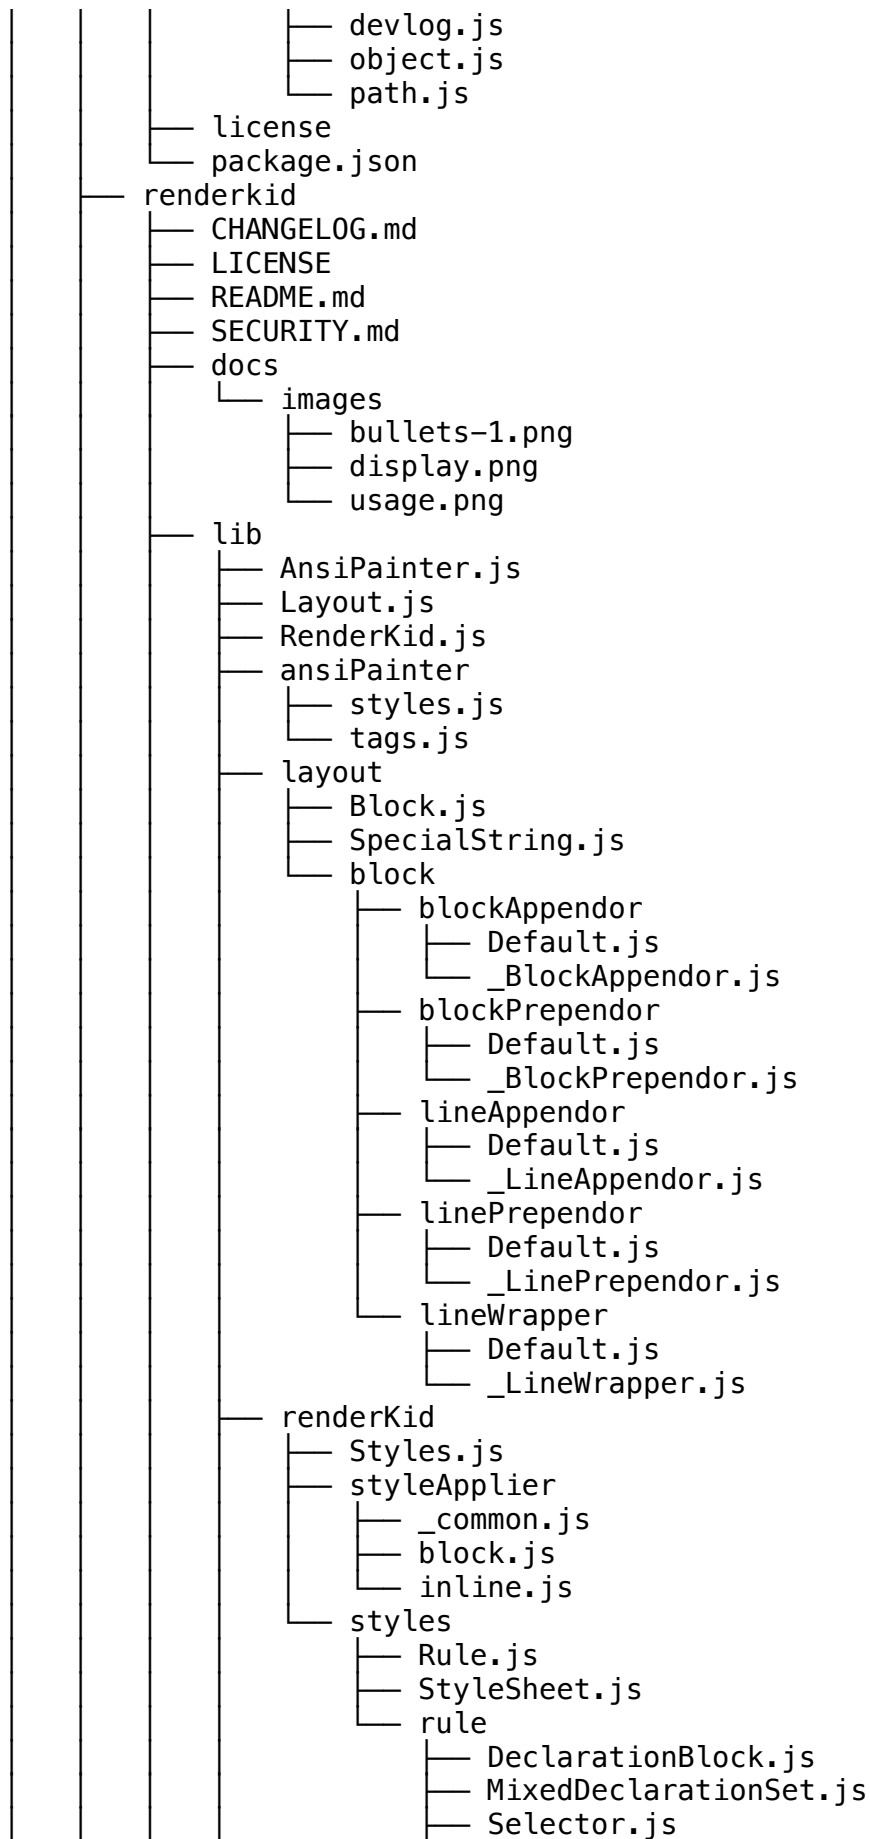 │   │   │       ├── devlog.js
│   │   │       ├── object.js
│   │   │       └── path.js
│   │   ├── license
│   │   └── package.json
│   ├── renderkid
│   │   ├── CHANGELOG.md
│   │   ├── LICENSE
│   │   ├── README.md
│   │   ├── SECURITY.md
│   │   ├── docs
│   │   │   └── images
│   │   │       ├── bullets-1.png
│   │   │       ├── display.png
│   │   │       └── usage.png
│   │   ├── lib
│   │   │   ├── AnsiPainter.js
│   │   │   ├── Layout.js
│   │   │   ├── RenderKid.js
│   │   │   ├── ansiPainter
│   │   │   │   ├── styles.js
│   │   │   │   └── tags.js
│   │   │   ├── layout
│   │   │   │   ├── Block.js
│   │   │   │   ├── SpecialString.js
│   │   │   │   └── block
│   │   │   │       ├── blockAppendor
│   │   │   │       │   ├── Default.js
│   │   │   │       │   └── _BlockAppendor.js
│   │   │   │       ├── blockPrependor
│   │   │   │       │   ├── Default.js
│   │   │   │       │   └── _BlockPrependor.js
│   │   │   │       ├── lineAppendor
│   │   │   │       │   ├── Default.js
│   │   │   │       │   └── _LineAppendor.js
│   │   │   │       ├── linePrependor
│   │   │   │       │   ├── Default.js
│   │   │   │       │   └── _LinePrependor.js
│   │   │   │       └── lineWrapper
│   │   │   │           ├── Default.js
│   │   │   │           └── _LineWrapper.js
│   │   │   ├── renderKid
│   │   │   │   ├── Styles.js
│   │   │   │   ├── styleApplier
│   │   │   │   │   ├── _common.js
│   │   │   │   │   ├── block.js
│   │   │   │   │   └── inline.js
│   │   │   │   └── styles
│   │   │   │       ├── Rule.js
│   │   │   │       ├── StyleSheet.js
│   │   │   │       └── rule
│   │   │   │           ├── DeclarationBlock.js
│   │   │   │           ├── MixedDeclarationSet.js
│   │   │   │           ├── Selector.js